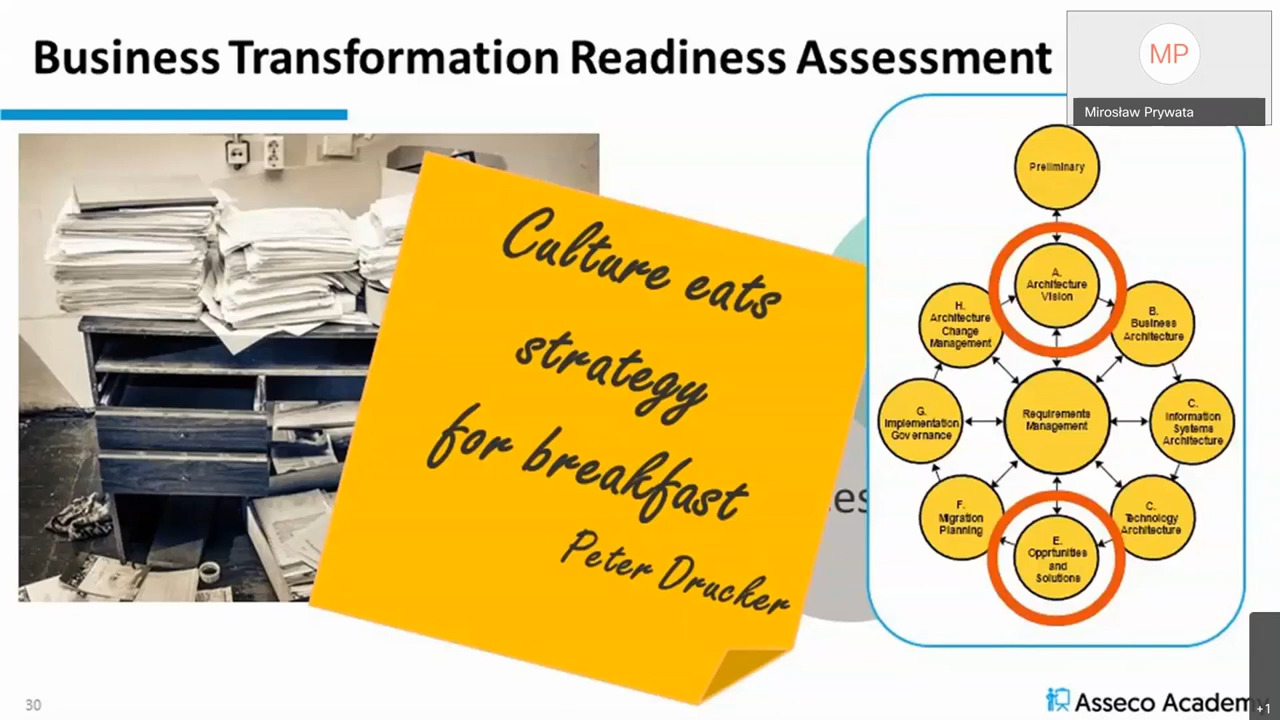 Business Transformation Readiness Assessment
MP
Mirosław Prywata
Culture eats
strategy
for breakfast
Peter Drucker
Preliminary
A.
Architecture
Vision
H.
Architecture
Change
Management
B.
Business
Architecture
G.
Implementation
Governance
Requirements
Management
C.
Information
Systems
Architecture
F.
Migration
Planning
C.
Technology
Architecture
E.
Opprtunities
and
Solutions
30
Asseco Academy
+1